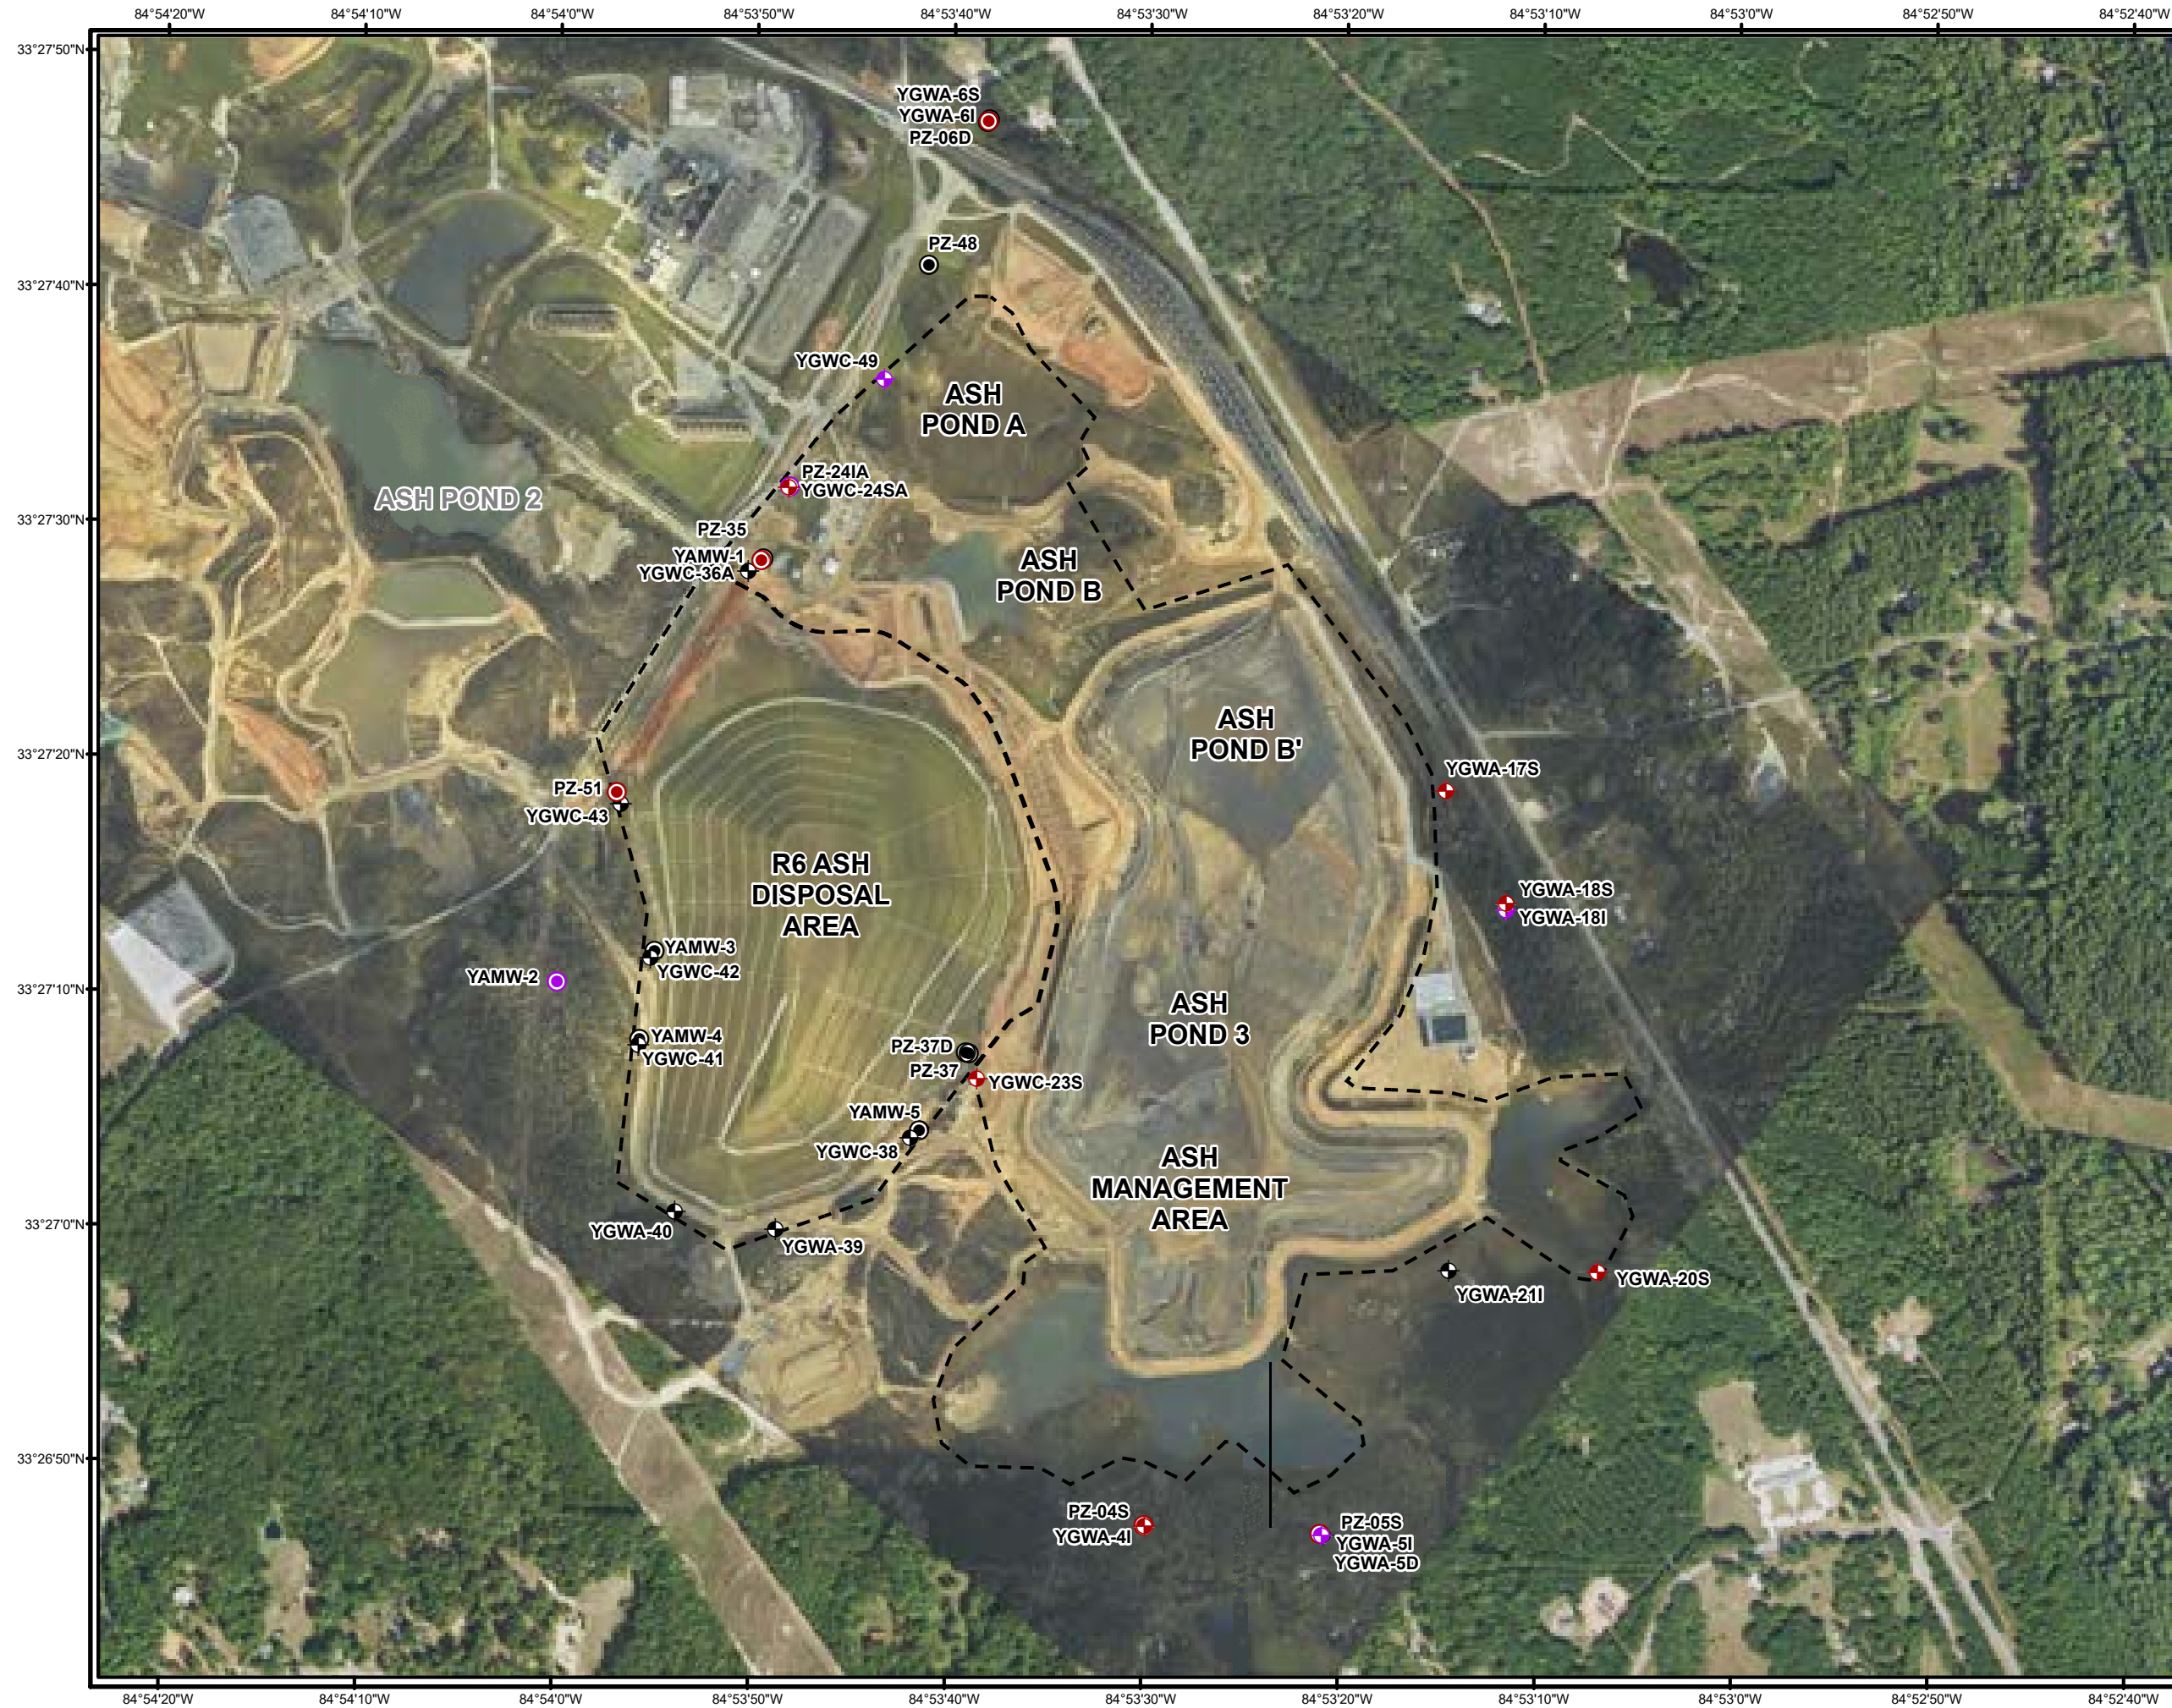 84°54'20"W 84°54'10"W 84°54'0"W 84°53'50"W 84°53'40"W 84°53'30"W 84°53'20"W 84°53'10"W 84°53'0"W 84°52'50"W 84°52'40"W
33°27'50"N
YGWA-6S
YGWA-6I
PZ-06D
PZ-48
33°27'40"N
YGWC-49
ASH
POND A
PZ-24IA
YGWC-24SA
ASH POND 2
33°27'30"N
PZ-35
YAMW-1
YGWC-36A
ASH
POND B
ASH
POND B'
33°27'20"N
YGWA-17S
PZ-51
YGWC-43
R6 ASH
DISPOSAL
AREA
YGWA-18S
YGWA-18I
YAMW-3
YGWC-42
YAMW-2
33°27'10"N
ASH
POND 3
YAMW-4
YGWC-41
PZ-37D
PZ-37
YGWC-23S
YAMW-5
YGWC-38
ASH
MANAGEMENT
AREA
33°27'0"N
YGWA-40
YGWA-39
YGWA-21I
YGWA-20S
33°26'50"N
PZ-04S
YGWA-4I
PZ-05S
YGWA-5I
YGWA-5D
84°54'20"W 84°54'10"W 84°54'0"W 84°53'50"W 84°53'40"W 84°53'30"W 84°53'20"W 84°53'10"W 84°53'0"W 84°52'50"W 84°52'40"W